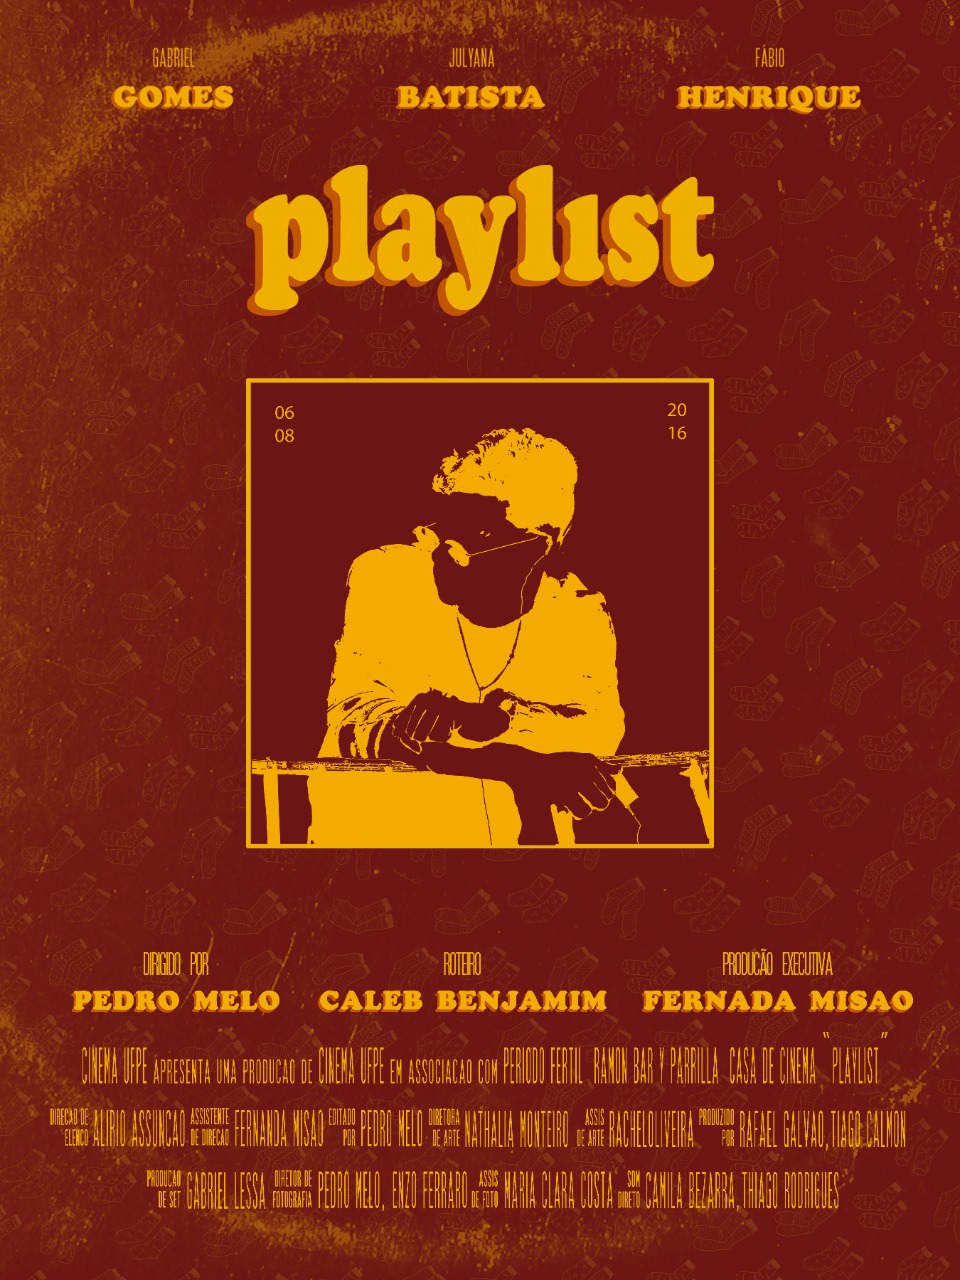 GABRIEL GOMES
JULYANA BATISTA
FÁBIO HENRIQUE
playlıst
06
08
20
16
DIRIGIDO POR
PEDRO MELO
ROTEIRO
CALEB BENJAMIM
PRODUÇÃO EXECUTIVA
FERNADA MISAO
CINEMA UFPE APRESENTA UMA PRODUCAO DE CINEMA UFPE EM ASSOCIACAO COM PERIODO FERTIL RAMON BAR Y PARRILLA CASA DE CINEMA "PLAYLIST"
DIRECAO DE ELENCO ALIRIO ASSUNCAO ASSISTENTE DE DIRECAO FERNANDA MISAO EDITADO POR PEDRO MELO DIRETORA DE ARTE NATHALIA MONTEIRO ASSIS DE ARTE RACHELOLIVEIRA PRODUZIDO POR RAFAEL GALVAO, TIAGO CALMON
PRODUCAO DE SET GABRIEL LESSA DIRETOR DE FOTOGRAFIA PEDRO MELO, ENZO FERRARO ASSIS DE FOTO MARIA CLARA COSTA SOM DIRETO CAMILA BEZARRA, THIAGO RODRIGUES